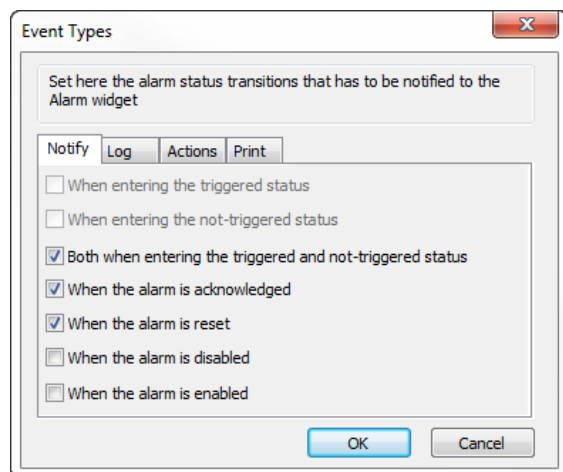 Event Types
Set here the alarm status transitions that has to be notified to the
Alarm widget
Notify Log Actions Print
When entering the triggered status
When entering the not-triggered status
Both when entering the triggered and not-triggered status
When the alarm is acknowledged
When the alarm is reset
When the alarm is disabled
When the alarm is enabled
OK Cancel